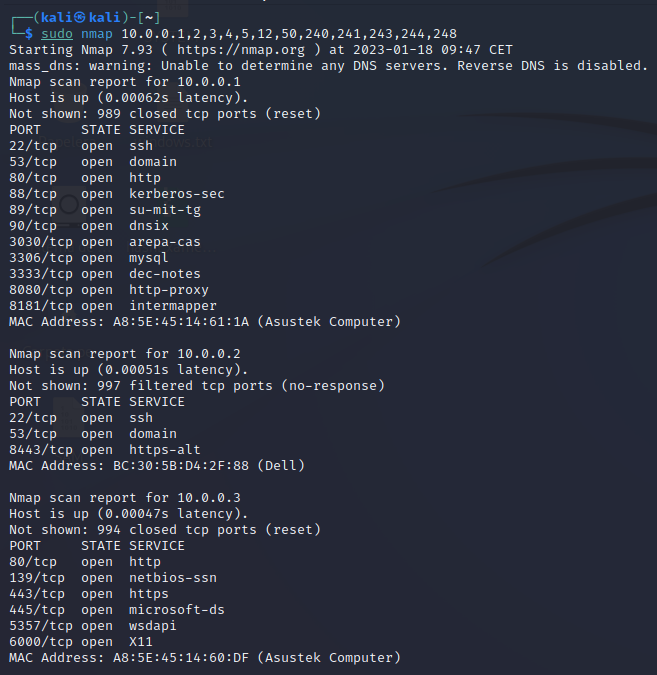 ┌──(kali㉿kali)-[~]
└─$ sudo nmap 10.0.0.1,2,3,4,5,12,50,240,241,243,244,248
Starting Nmap 7.93 ( https://nmap.org ) at 2023-01-18 09:47 CET
mass_dns: warning: Unable to determine any DNS servers. Reverse DNS is disabled.
Nmap scan report for 10.0.0.1
Host is up (0.00062s latency).
Not shown: 989 closed tcp ports (reset)
PORT     STATE SERVICE
22/tcp   open  ssh
53/tcp   open  domain
80/tcp   open  http
88/tcp   open  kerberos-sec
89/tcp   open  su-mit-tg
90/tcp   open  dnsix
3030/tcp open  arepa-cas
3306/tcp open  mysql
3333/tcp open  dec-notes
8080/tcp open  http-proxy
8181/tcp open  intermapper
MAC Address: A8:5E:45:14:61:1A (Asustek Computer)

Nmap scan report for 10.0.0.2
Host is up (0.00051s latency).
Not shown: 997 filtered tcp ports (no-response)
PORT     STATE SERVICE
22/tcp   open  ssh
53/tcp   open  domain
8443/tcp open  https-alt
MAC Address: BC:30:5B:D4:2F:88 (Dell)

Nmap scan report for 10.0.0.3
Host is up (0.00047s latency).
Not shown: 994 closed tcp ports (reset)
PORT     STATE SERVICE
80/tcp   open  http
139/tcp  open  netbios-ssn
443/tcp  open  https
445/tcp  open  microsoft-ds
5357/tcp open  wsdapi
6000/tcp open  X11
MAC Address: A8:5E:45:14:60:DF (Asustek Computer)